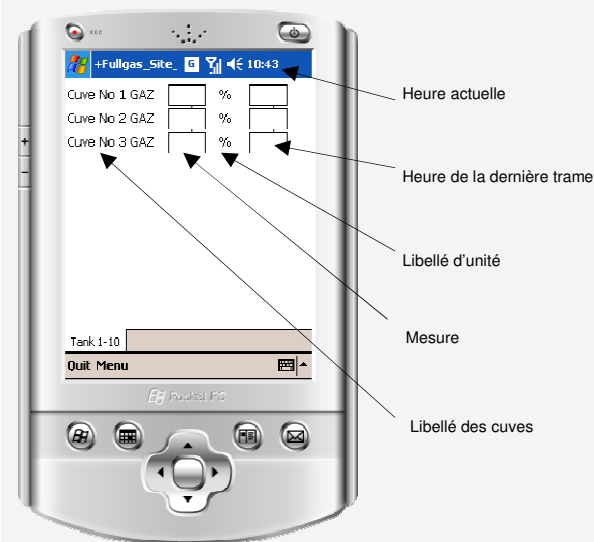 REC
+Fullgas_Site_ G 10:43
Cuve No 1 GAZ %
Cuve No 2 GAZ %
Cuve No 3 GAZ %
Tank 1-10
Quit Menu
Pocket PC
Heure actuelle
Heure de la dernière trame
Libellé d'unité
Mesure
Libellé des cuves